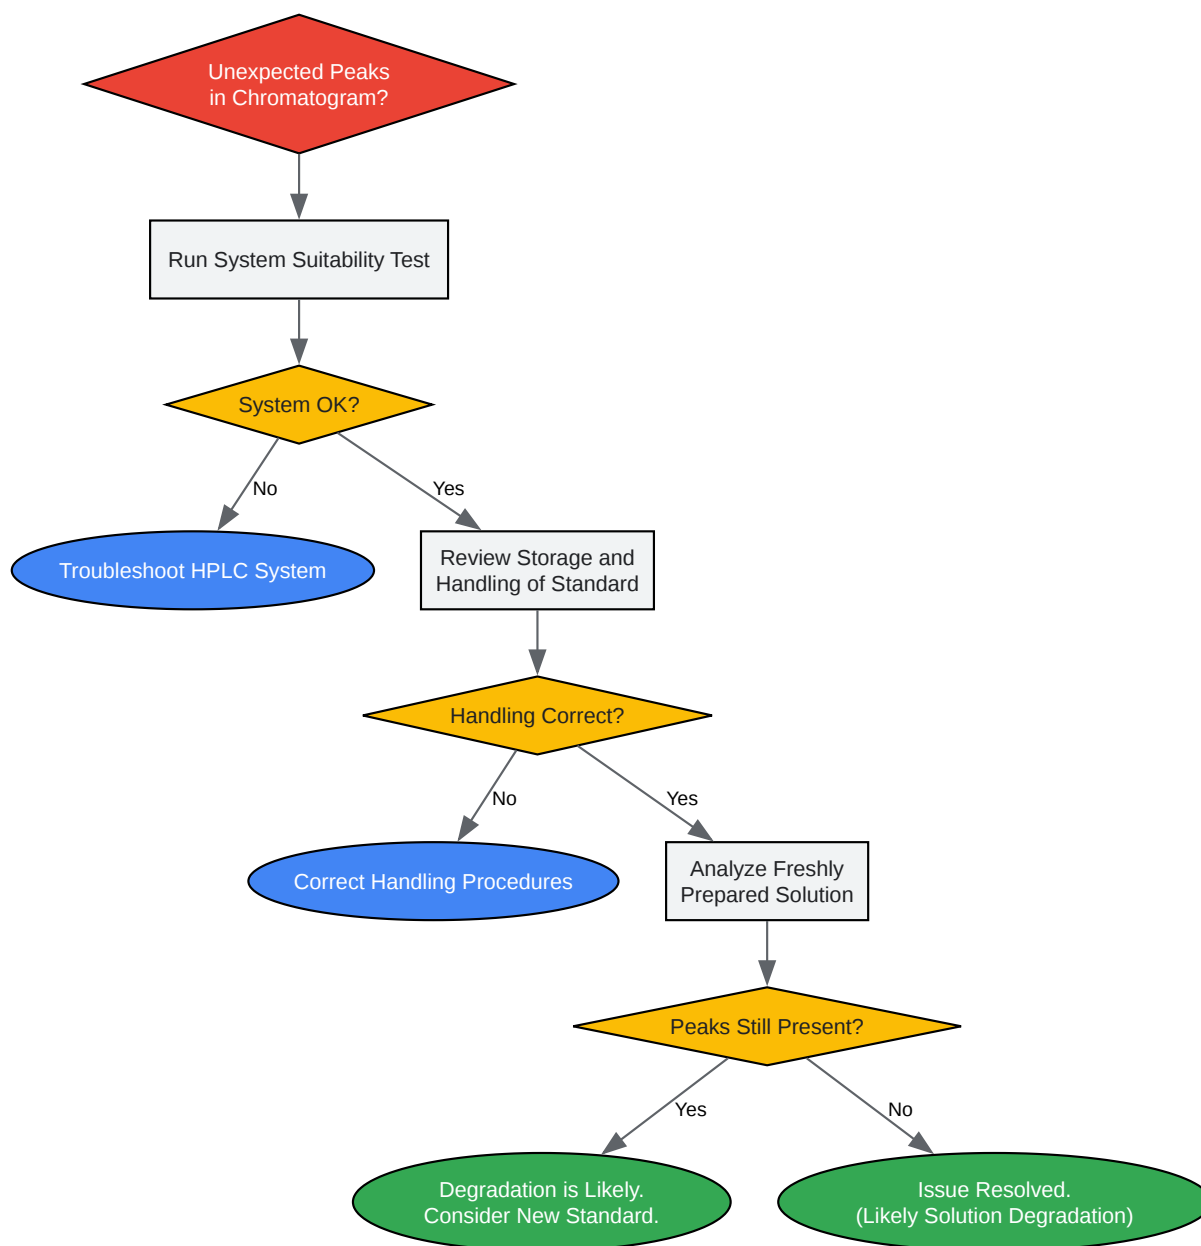 Unexpected Peaks
in Chromatogram?
Run System Suitability Test
System OK?
No
Yes
Troubleshoot HPLC System
Review Storage and
Handling of Standard
Handling Correct?
No
Yes
Correct Handling Procedures
Analyze Freshly
Prepared Solution
Peaks Still Present?
Yes
No
Degradation is Likely.
Consider New Standard.
Issue Resolved.
(Likely Solution Degradation)